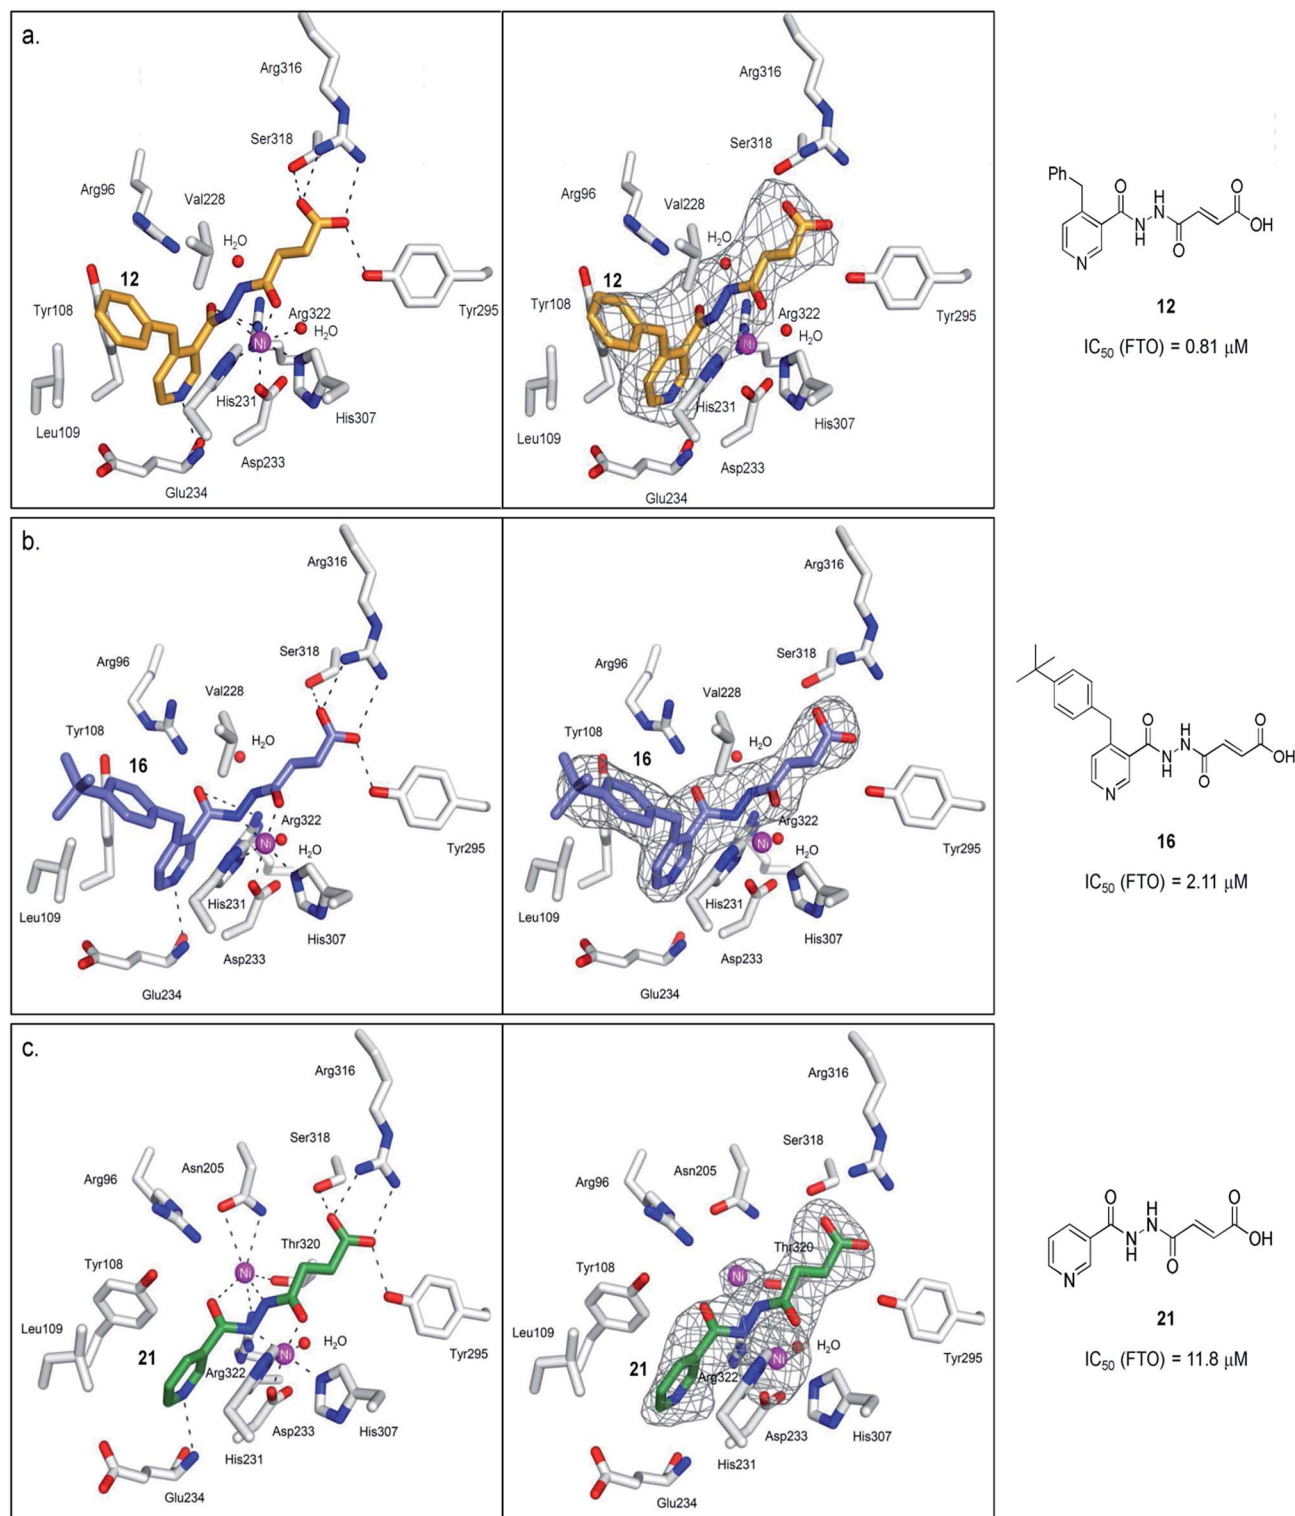 a.
Arg316
Ser318
Arg96
Val228
H₂O
12
Tyr108
Arg322
H₂O
Tyr295
Ni
Leu109
His231
His307
Asp233
Glu234
Arg316
Ser318
Arg96
Val228
H₂O
12
Tyr108
Arg322
H₂O
Tyr295
Ni
Leu109
His231
His307
Asp233
Glu234
Ph
O
H
N
N
H
O
O
OH
N
12
IC₅₀ (FTO) = 0.81 μM
b.
Arg316
Ser318
Arg96
Val228
Tyr108
H₂O
16
Arg322
Ni
H₂O
Tyr295
Leu109
His231
His307
Asp233
Glu234
Arg316
Ser318
Arg96
Val228
Tyr108
H₂O
16
Arg322
Ni
H₂O
Tyr295
Leu109
His231
His307
Asp233
Glu234
O
H
N
N
H
O
O
OH
N
16
IC₅₀ (FTO) = 2.11 μM
c.
Arg316
Ser318
Asn205
Arg96
Thr320
Tyr108
Ni
Leu109
H₂O
21
Ni
Tyr295
Arg322
Asp233
His307
His231
Glu234
Arg316
Ser318
Asn205
Arg96
Thr320
Tyr108
Ni
Leu109
H₂O
21
Ni
Tyr295
Arg322
Asp233
His307
His231
Glu234
O
H
N
N
H
O
O
OH
N
21
IC₅₀ (FTO) = 11.8 μM